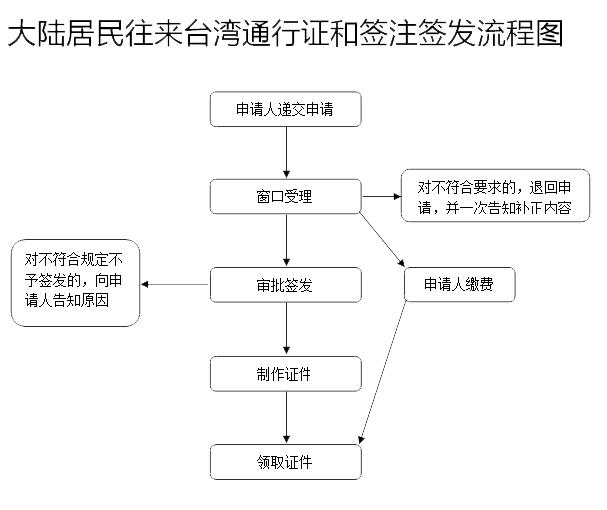 大陆居民往来台湾通行证和签注签发流程图
申请人递交申请
窗口受理
对不符合要求的，退回申
请，并一次告知补正内容
对不符合规定不
予签发的，向申
请人告知原因
审批签发
申请人缴费
制作证件
领取证件